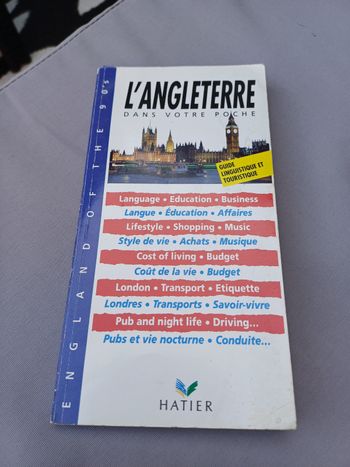 L'ANGLETERRE
DANS VOTRE POCHE
GUIDE
LINGUISTIQUE ET
TOURISTIQUE
Language • Education • Business
Langue • Éducation • Affaires
Lifestyle • Shopping • Music
Style de vie • Achats • Musique
Cost of living • Budget
Coût de la vie • Budget
London • Transport • Etiquette
Londres • Transports • Savoir-vivre
Pub and night life • Driving...
Pubs et vie nocturne • Conduite...
HATIER
ENGLAND OF THE 90's